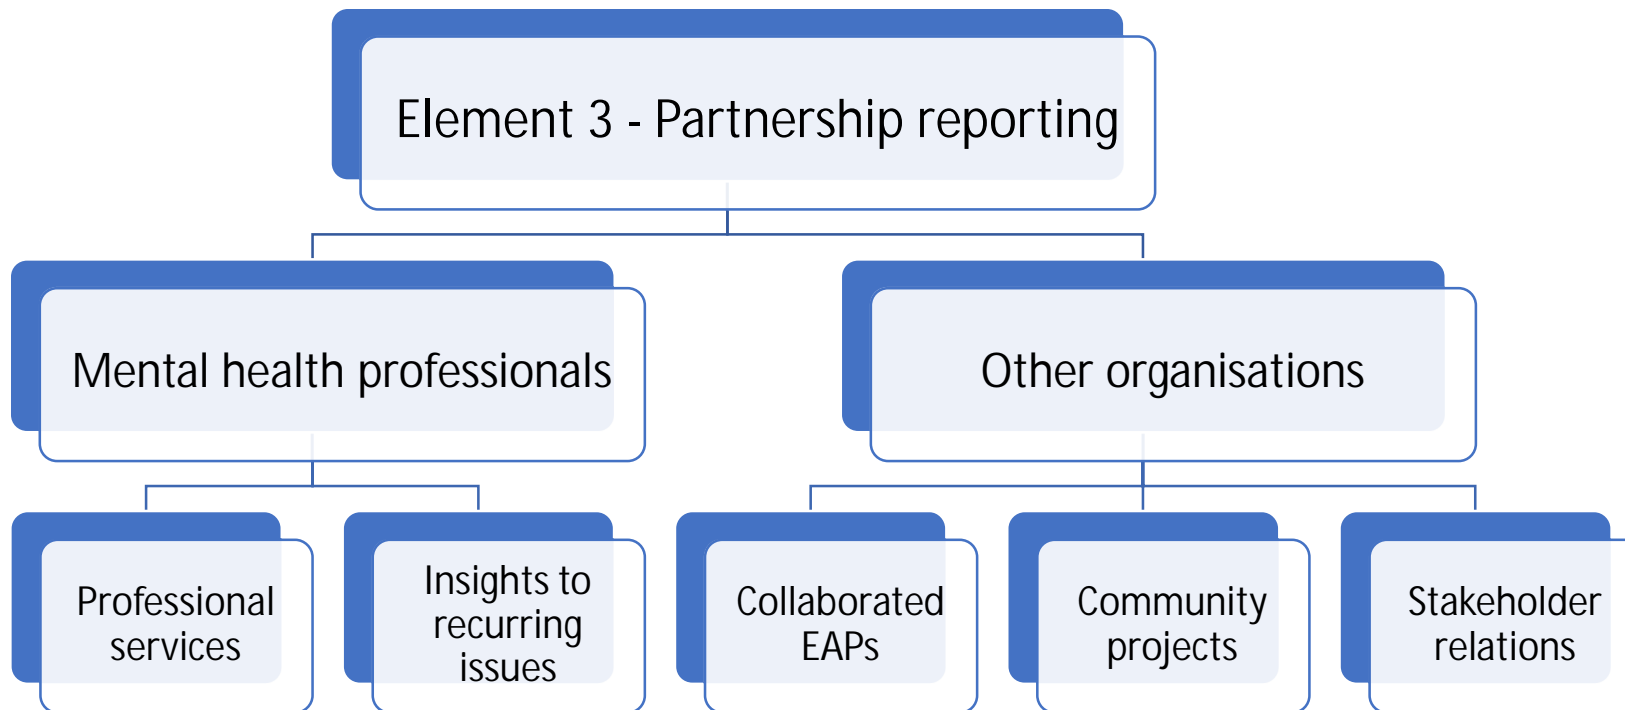 Element 3 - Partnership reporting
Mental health professionals
Other organisations
Professional
services
Insights to
recurring
issues
Collaborated
EAPs
Community
projects
Stakeholder
relations